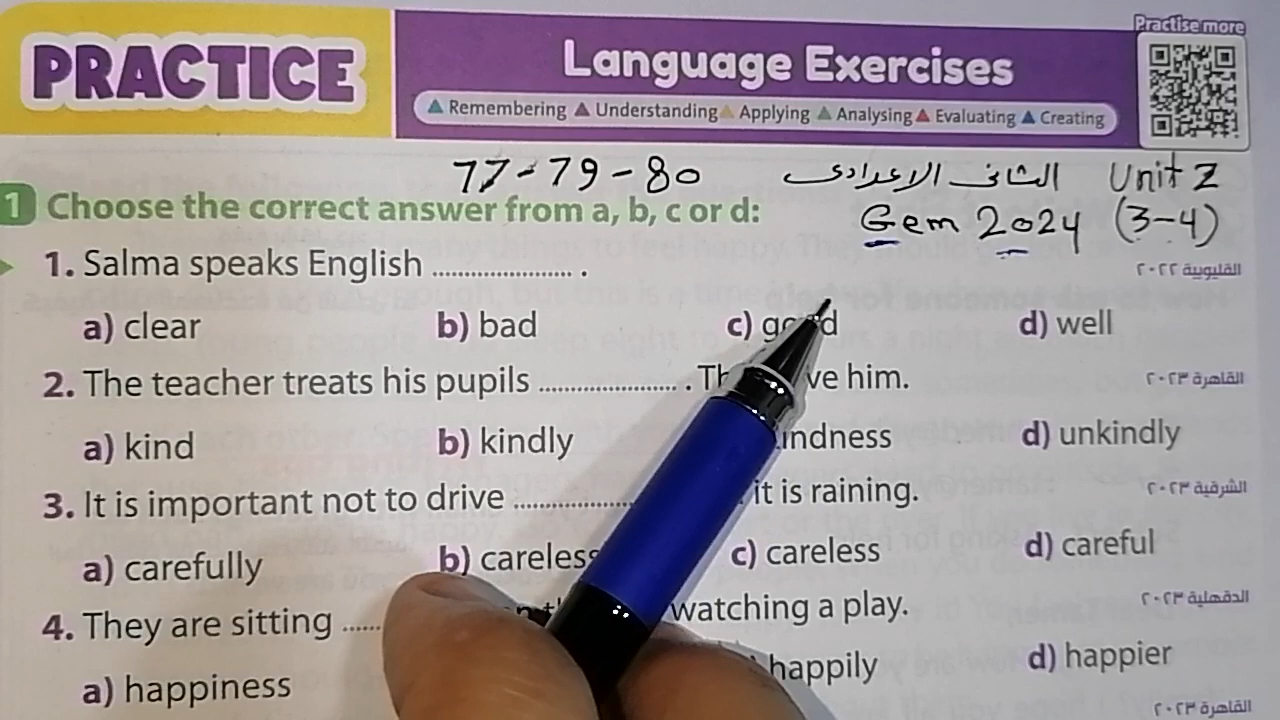 Practise more
PRACTICE
Language Exercises
Remembering Understanding Applying Analysing Evaluating Creating
77-79-80 الثانى الاعدادى Unit 2
1 Choose the correct answer from a, b, c or d:
Gem 2024 (3-4)
1. Salma speaks English ........................ . القليوبية ٢٠٢٢
a) clear b) bad c) good d) well
2. The teacher treats his pupils ........................ . ve him. القاهرة ٢٠٢٣
a) kind b) kindly indness d) unkindly
3. It is important not to drive .................... it is raining. الشرقية ٢٠٢٣
a) carefully b) careless c) careless d) careful
4. They are sitting ...... watching a play. الدقهلية ٢٠٢٣
a) happiness happily d) happier
القاهرة ٢٠٢٣